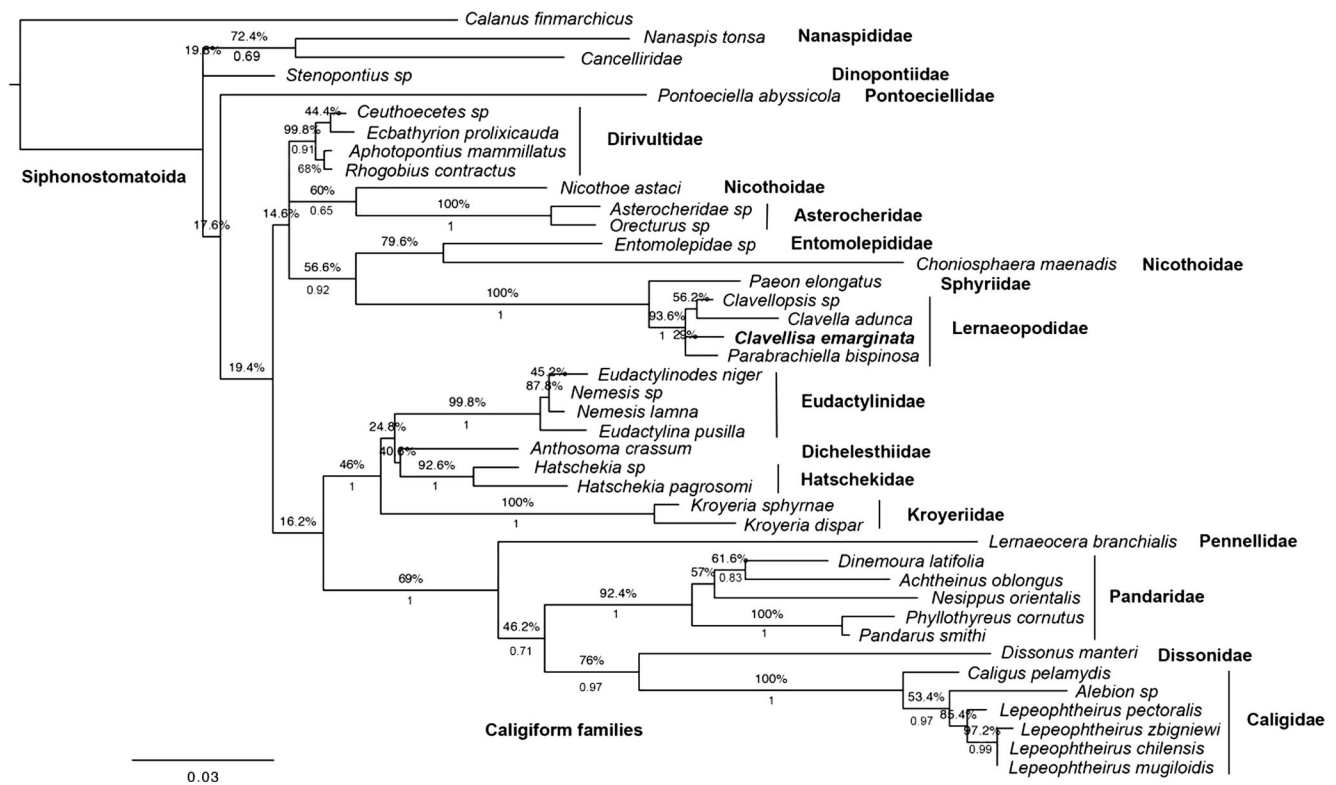 Calanus finmarchicus
72.4%
Nanaspis tonsa Nanaspididae
19.6%
0.69
Cancelliridae
Stenopontius sp Dinopontiidae
Pontoeciella abyssicola Pontoeciellidae
44.4%
Ceuthoecetes sp
99.8%
Ecbathyrion prolixicauda
Dirivultidae
0.91
Aphotopontius mammillatus
68%
Rhogobius contractus
Siphonostomatoida
60%
Nicothoe astaci Nicothoidae
0.65
100%
Asterocheridae sp
Asterocheridae
14.6%
1
Orecturus sp
17.6%
79.6%
Entomolepidae sp Entomolepididae
56.6%
Choniosphaera maenadis Nicothoidae
0.92
100%
Paeon elongatus Sphyriidae
1
56.2%
Clavellopsis sp
93.6%
Clavella adunca
Lernaeopodidae
1
29%
Clavellisa emarginata
Parabrachiella bispinosa
19.4%
45.2%
Eudactylinodes niger
87.8%
Nemesis sp
Eudactylinidae
99.8%
Nemesis lamna
1
Eudactylina pusilla
24.8%
40.6%
Anthosoma crassum Dichelesthiidae
46%
92.6%
Hatschekia sp
Hatschekidae
1
1
Hatschekia pagrosomi
100%
Kroyeria sphyrnae
Kroyeriidae
1
Kroyeria dispar
16.2%
Lernaeocera branchialis Pennellidae
61.6%
Dinemoura latifolia
57%
0.83
Achtheinus oblongus
69%
1
92.4%
Nesippus orientalis
Pandaridae
1
100%
Phyllothyreus cornutus
1
Pandarus smithi
46.2%
0.71
Dissonus manteri Dissonidae
76%
0.97
100%
Caligus pelamydis
1
53.4%
Alebion sp
0.97
85.4%
Lepeophtheirus pectoralis
Caligidae
97.2%
Lepeophtheirus zbigniewi
Caligiform families
0.99
Lepeophtheirus chilensis
Lepeophtheirus mugiloidis
0.03